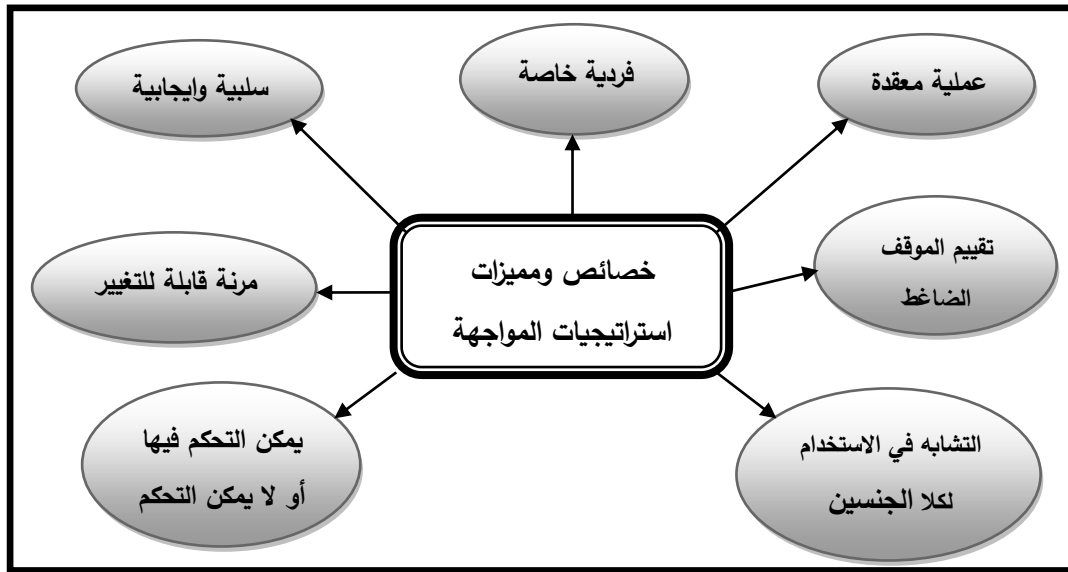 عملية معقدة
فردية خاصة
سلبية وايجابية
تقييم الموقف
الضاغط
خصائص ومميزات
استراتيجيات المواجهة
مرنة قابلة للتغيير
التشابه في الاستخدام
لكلا الجنسين
يمكن التحكم فيها
أو لا يمكن التحكم